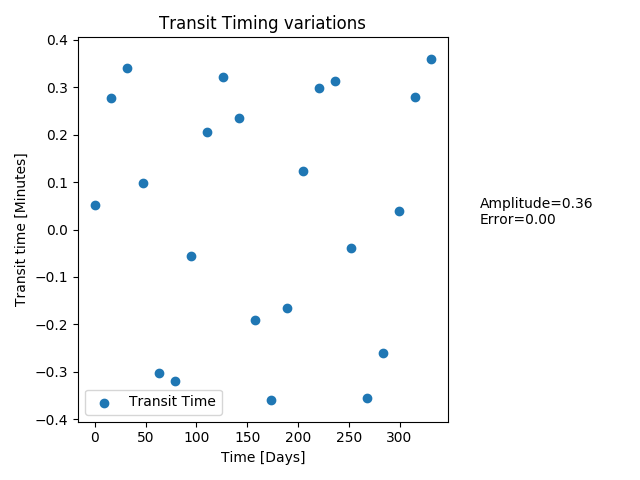 Transit Timing variations
Transit time [Minutes]
0.4
0.3
0.2
0.1
0.0
−0.1
−0.2
−0.3
−0.4
Amplitude=0.36
Error=0.00
Transit Time
0 50 100 150 200 250 300
Time [Days]